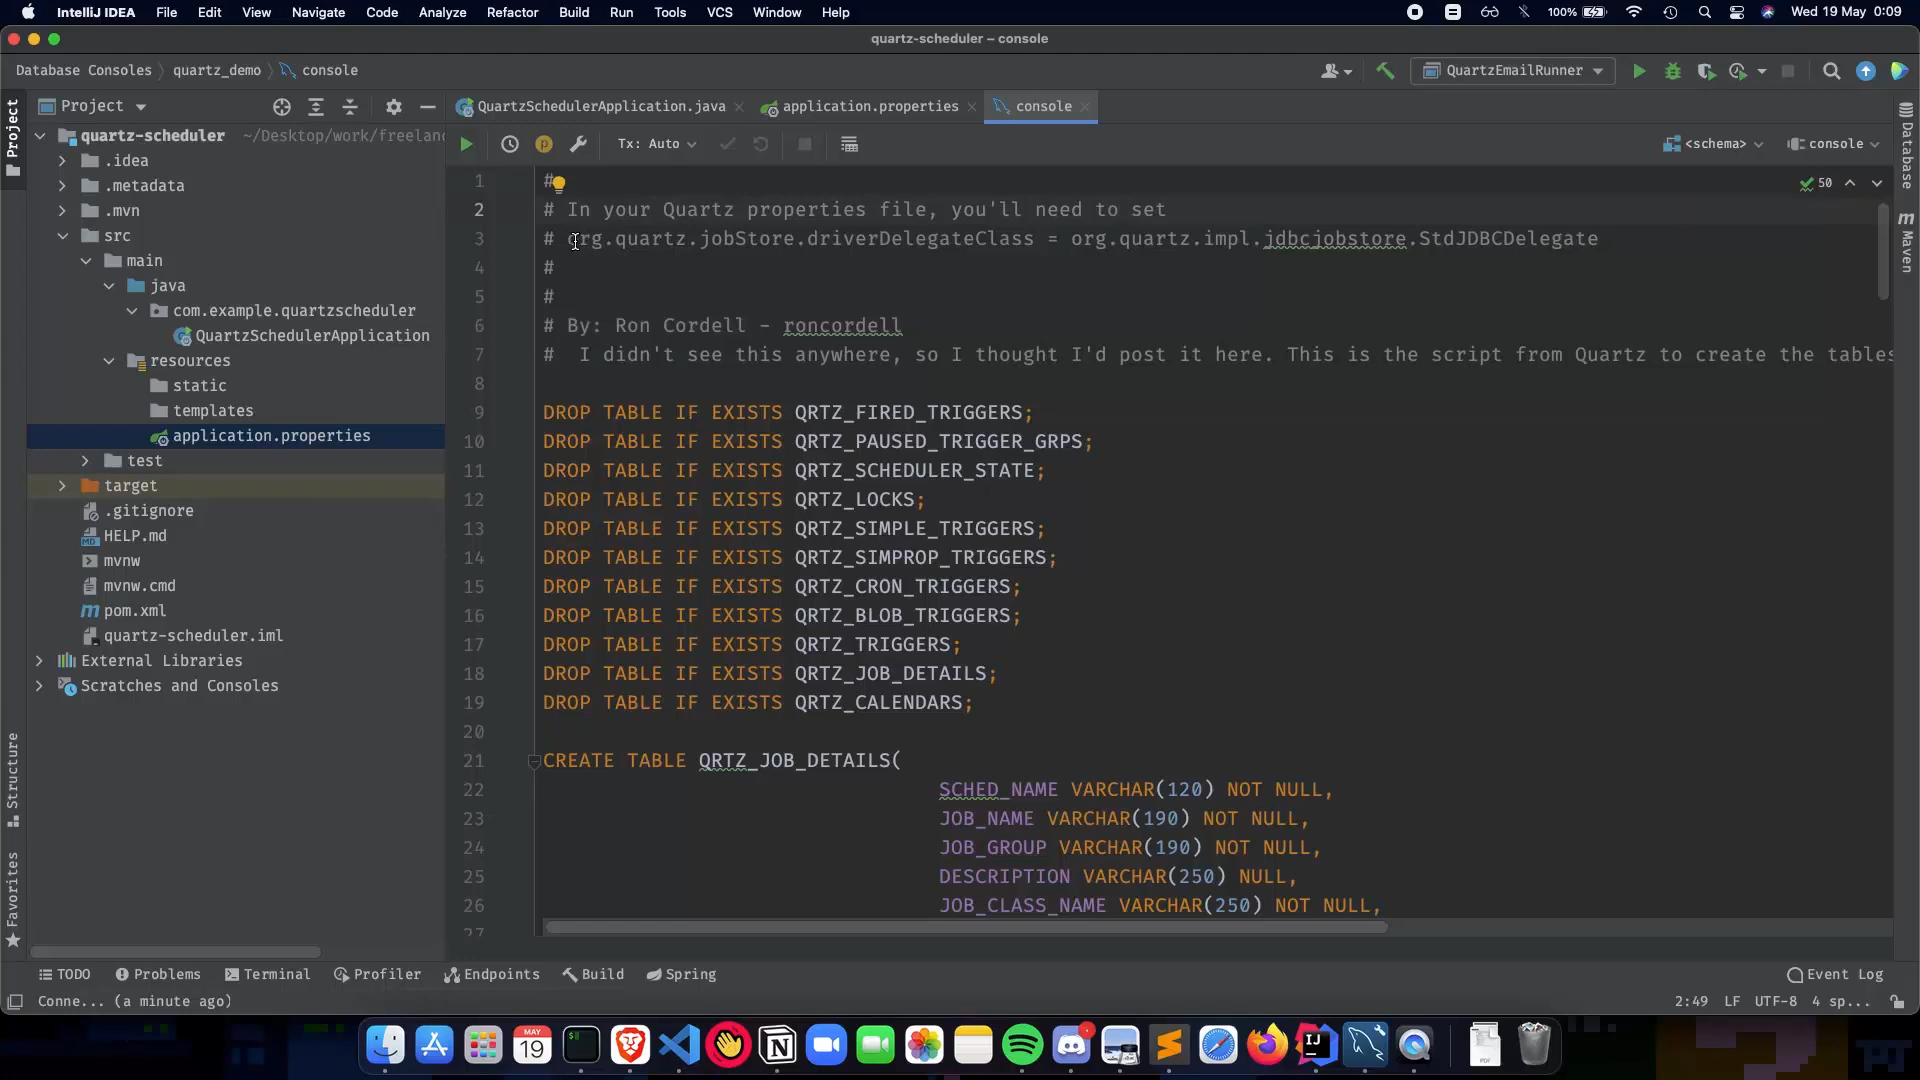 IntelliJ IDEA File Edit View Navigate Code Analyze Refactor Build Run Tools VCS Window Help 100% Wed 19 May 0:09
quartz-scheduler – console
Database Consoles quartz_demo console QuartzEmailRunner
Project QuartzSchedulerApplication.java application.properties console
Tx: Auto <schema> console
quartz-scheduler ~/Desktop/work/freelanc
.idea
.metadata
.mvn
src
main
java
com.example.quartzscheduler
QuartzSchedulerApplication
resources
static
templates
application.properties
test
target
.gitignore
HELP.md
mvnw
mvnw.cmd
pom.xml
quartz-scheduler.iml
External Libraries
Scratches and Consoles
Project
Structure
Favorites
1 #
2 # In your Quartz properties file, you'll need to set
3 # org.quartz.jobStore.driverDelegateClass = org.quartz.impl.jdbcjobstore.StdJDBCDelegate
4 #
5 #
6 # By: Ron Cordell - roncordell
7 #  I didn't see this anywhere, so I thought I'd post it here. This is the script from Quartz to create the tables
8
9 DROP TABLE IF EXISTS QRTZ_FIRED_TRIGGERS;
10 DROP TABLE IF EXISTS QRTZ_PAUSED_TRIGGER_GRPS;
11 DROP TABLE IF EXISTS QRTZ_SCHEDULER_STATE;
12 DROP TABLE IF EXISTS QRTZ_LOCKS;
13 DROP TABLE IF EXISTS QRTZ_SIMPLE_TRIGGERS;
14 DROP TABLE IF EXISTS QRTZ_SIMPROP_TRIGGERS;
15 DROP TABLE IF EXISTS QRTZ_CRON_TRIGGERS;
16 DROP TABLE IF EXISTS QRTZ_BLOB_TRIGGERS;
17 DROP TABLE IF EXISTS QRTZ_TRIGGERS;
18 DROP TABLE IF EXISTS QRTZ_JOB_DETAILS;
19 DROP TABLE IF EXISTS QRTZ_CALENDARS;
20
21 CREATE TABLE QRTZ_JOB_DETAILS(
22 SCHED_NAME VARCHAR(120) NOT NULL,
23 JOB_NAME VARCHAR(190) NOT NULL,
24 JOB_GROUP VARCHAR(190) NOT NULL,
25 DESCRIPTION VARCHAR(250) NULL,
26 JOB_CLASS_NAME VARCHAR(250) NOT NULL,
27
50
Database
Maven
TODO Problems Terminal Profiler Endpoints Build Spring Event Log
Conne... (a minute ago) 2:49 LF UTF-8 4 sp...
MAY
19